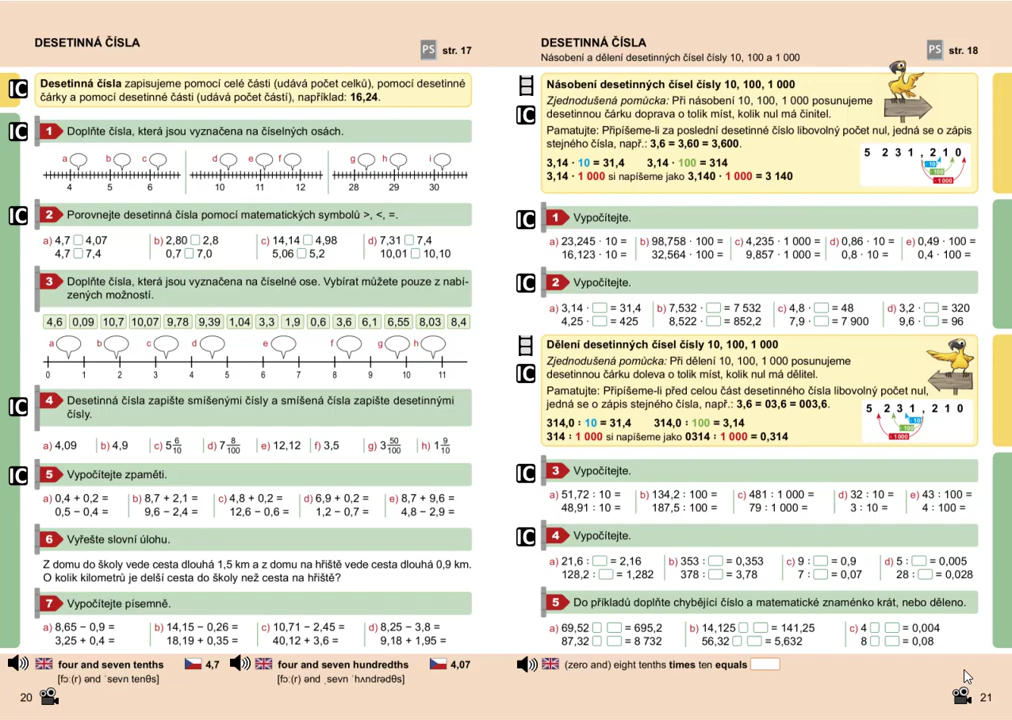 DESETINNÁ ČÍSLA
PS str. 17
Desetinná čísla zapisujeme pomocí celé části (udává počet celků), pomocí desetinné
čárky a pomocí desetinné části (udává počet částí), například: 16,24.
1 Doplňte čísla, která jsou vyznačena na číselných osách.
a b c d e f g h i
4 5 6 10 11 12 28 29 30
2 Porovnejte desetinná čísla pomocí matematických symbolů >, <, =.
a) 4,7 □ 4,07 b) 2,80 □ 2,8 c) 14,14 □ 4,98 d) 7,31 □ 7,4
4,7 □ 7,4 0,7 □ 7,0 5,06 □ 5,2 10,01 □ 10,10
3 Doplňte čísla, která jsou vyznačena na číselné ose. Vybírat můžete pouze z nabí-
zených možností.
4,6 0,09 10,7 10,07 9,78 9,39 1,04 3,3 1,9 0,6 3,6 6,1 6,55 8,03 8,4
a b c d e f g h
0 1 2 3 4 5 6 7 8 9 10 11
4 Desetinná čísla zapište smíšenými čísly a smíšená čísla zapište desetinnými
čísly.
a) 4,09 b) 4,9 c) 5 6/10 d) 7 8/100 e) 12,12 f) 3,5 g) 3 50/100 h) 1 9/10
5 Vypočítejte zpaměti.
a) 0,4 + 0,2 = b) 8,7 + 2,1 = c) 4,8 + 0,2 = d) 6,9 + 0,2 = e) 8,7 + 9,6 =
0,5 − 0,4 = 9,6 − 2,4 = 12,6 − 0,6 = 1,2 − 0,7 = 4,8 − 2,9 =
6 Vyřešte slovní úlohu.
Z domu do školy vede cesta dlouhá 1,5 km a z domu na hřiště vede cesta dlouhá 0,9 km.
O kolik kilometrů je delší cesta do školy než cesta na hřiště?
7 Vypočítejte písemně.
a) 8,65 − 0,9 = b) 14,15 − 0,26 = c) 10,71 − 2,45 = d) 8,25 − 3,8 =
3,25 + 0,4 = 18,19 + 0,35 = 40,12 + 3,6 = 9,18 + 1,95 =
four and seven tenths 4,7 four and seven hundredths 4,07
[fɔː(r) ənd ˈsevn tenθs] [fɔː(r) ənd ˌsevn ˈhʌndrədθs]
20
DESETINNÁ ČÍSLA
Násobení a dělení desetinných čísel čísly 10, 100 a 1 000
PS str. 18
Násobení desetinných čísel čísly 10, 100, 1 000
Zjednodušená pomůcka: Při násobení 10, 100, 1 000 posunujeme
desetinnou čárku doprava o tolik míst, kolik nul má činitel.
Pamatujte: Připíšeme-li za poslední desetinné číslo libovolný počet nul, jedná se o zápis
stejného čísla, např.: 3,6 = 3,60 = 3,600.
3,14 · 10 = 31,4 3,14 · 100 = 314
3,14 · 1 000 si napíšeme jako 3,140 · 1 000 = 3 140
5 231,210
· 10
· 100
· 1 000
1 Vypočítejte.
a) 23,245 · 10 = b) 98,758 · 100 = c) 4,235 · 1 000 = d) 0,86 · 10 = e) 0,49 · 100 =
16,123 · 10 = 32,564 · 100 = 9,857 · 1 000 = 0,8 · 10 = 0,4 · 100 =
2 Vypočítejte.
a) 3,14 · □ = 31,4 b) 7,532 · □ = 7 532 c) 4,8 · □ = 48 d) 3,2 · □ = 320
4,25 · □ = 425 8,522 · □ = 852,2 7,9 · □ = 7 900 9,6 · □ = 96
Dělení desetinných čísel čísly 10, 100, 1 000
Zjednodušená pomůcka: Při dělení 10, 100, 1 000 posunujeme
desetinnou čárku doleva o tolik míst, kolik nul má dělitel.
Pamatujte: Připíšeme-li před celou část desetinného čísla libovolný počet nul,
jedná se o zápis stejného čísla, např.: 3,6 = 03,6 = 003,6.
314,0 : 10 = 31,4 314,0 : 100 = 3,14
314 : 1 000 si napíšeme jako 0314 : 1 000 = 0,314
5 231,210
: 10
: 100
: 1 000
3 Vypočítejte.
a) 51,72 : 10 = b) 134,2 : 100 = c) 481 : 1 000 = d) 32 : 10 = e) 43 : 100 =
48,91 : 10 = 187,5 : 100 = 79 : 1 000 = 3 : 10 = 4 : 100 =
4 Vypočítejte.
a) 21,6 : □ = 2,16 b) 353 : □ = 0,353 c) 9 : □ = 0,9 d) 5 : □ = 0,005
128,2 : □ = 1,282 378 : □ = 3,78 7 : □ = 0,07 28 : □ = 0,028
5 Do příkladů doplňte chybějící číslo a matematické znaménko krát, nebo děleno.
a) 69,52 □ □ = 695,2 b) 14,125 □ □ = 141,25 c) 4 □ □ = 0,004
87,32 □ □ = 8 732 56,32 □ □ = 5,632 8 □ □ = 0,08
(zero and) eight tenths times ten equals
21